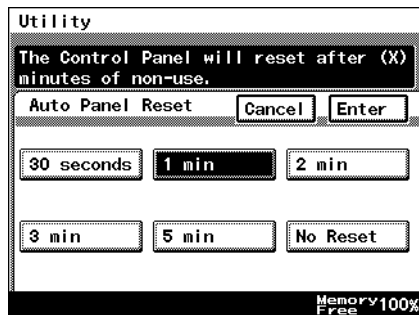 Utility
The Control Panel will reset after (X)
minutes of non-use.
Auto Panel Reset Cancel Enter
30 seconds 1 min 2 min
3 min 5 min No Reset
Memory
Free 100%